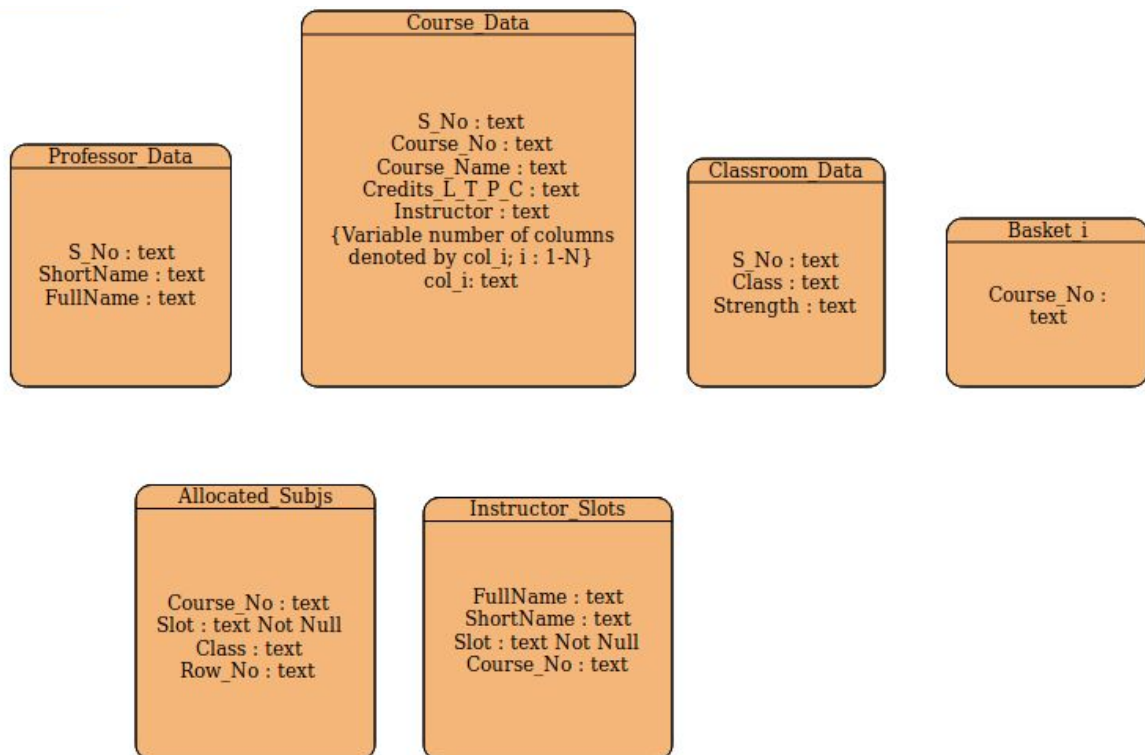 Course_Data
S_No : text
Course_No : text
Course_Name : text
Credits_L_T_P_C : text
Instructor : text
{Variable number of columns
denoted by col_i; i : 1-N}
col_i: text
Professor_Data
S_No : text
ShortName : text
FullName : text
Classroom_Data
S_No : text
Class : text
Strength : text
Basket_i
Course_No :
text
Allocated_Subjs
Course_No : text
Slot : text Not Null
Class : text
Row_No : text
Instructor_Slots
FullName : text
ShortName : text
Slot : text Not Null
Course_No : text